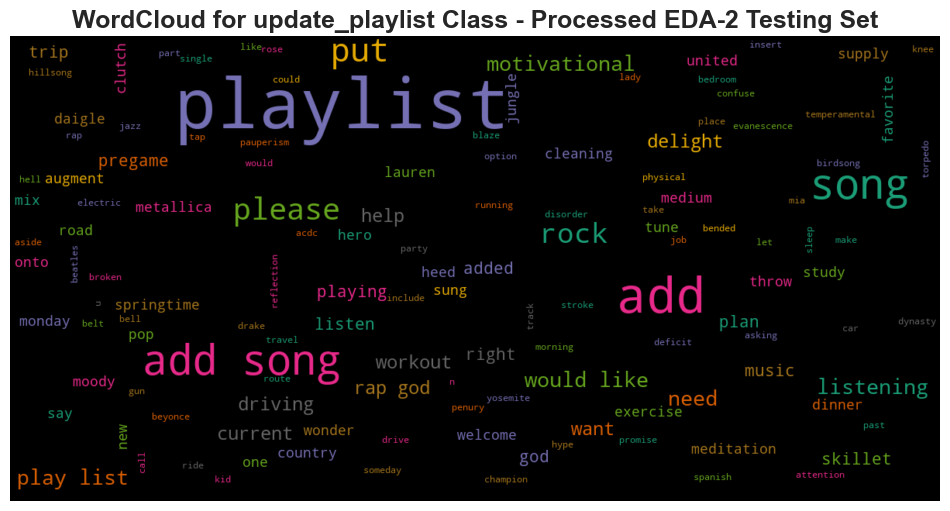 WordCloud for update_playlist Class - Processed EDA-2 Testing Set
trip
clutch
part
single
like
rose
put
motivational
united
insert
supply
knee
hillsong
could
playlist
jungle
lady
bedroom
confuse
favorite
daigle
rap
jazz
tap
pauperism
blaze
option
cleaning
delight
place
evanescence
temperamental
pregame
would
augment
hell
lauren
physical
birdsong
torpedo
song
mix
electric
metallica
please
help
running
disorder
rock
medium
take
bended
mia
tune
road
acdc
hero
party
job
let
sleep
make
aside
onto
beatles
broken
reflection
heed
added
throw
study
playing
include
sung
add
n
springtime
stroke
track
monday
belt
bell
drake
listen
plan
car
dynasty
pop
travel
morning
deficit
asking
add song
workout
right
moody
route
gun
rap god
n
would like
music
listening
yosemite
need
say
beyonce
driving
penury
exercise
dinner
past
new
current
wonder
drive
welcome
want
hype
promise
meditation
call
ride
one
country
god
skillet
play list
kid
someday
champion
spanish
attention